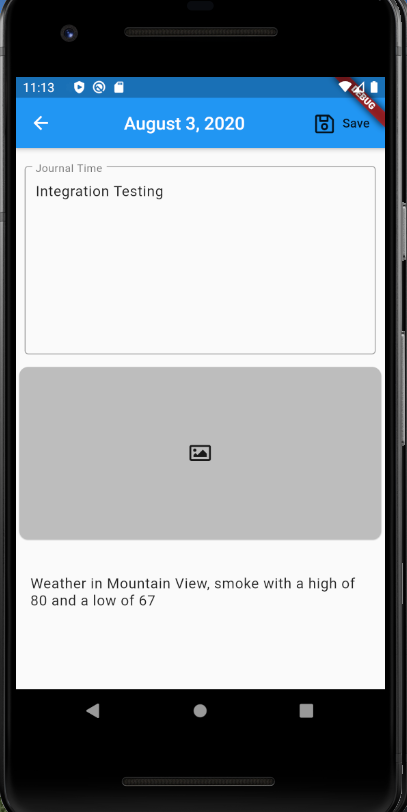 11:13
DEBUG
August 3, 2020
Save
Journal Time
Integration Testing
Weather in Mountain View, smoke with a high of
80 and a low of 67